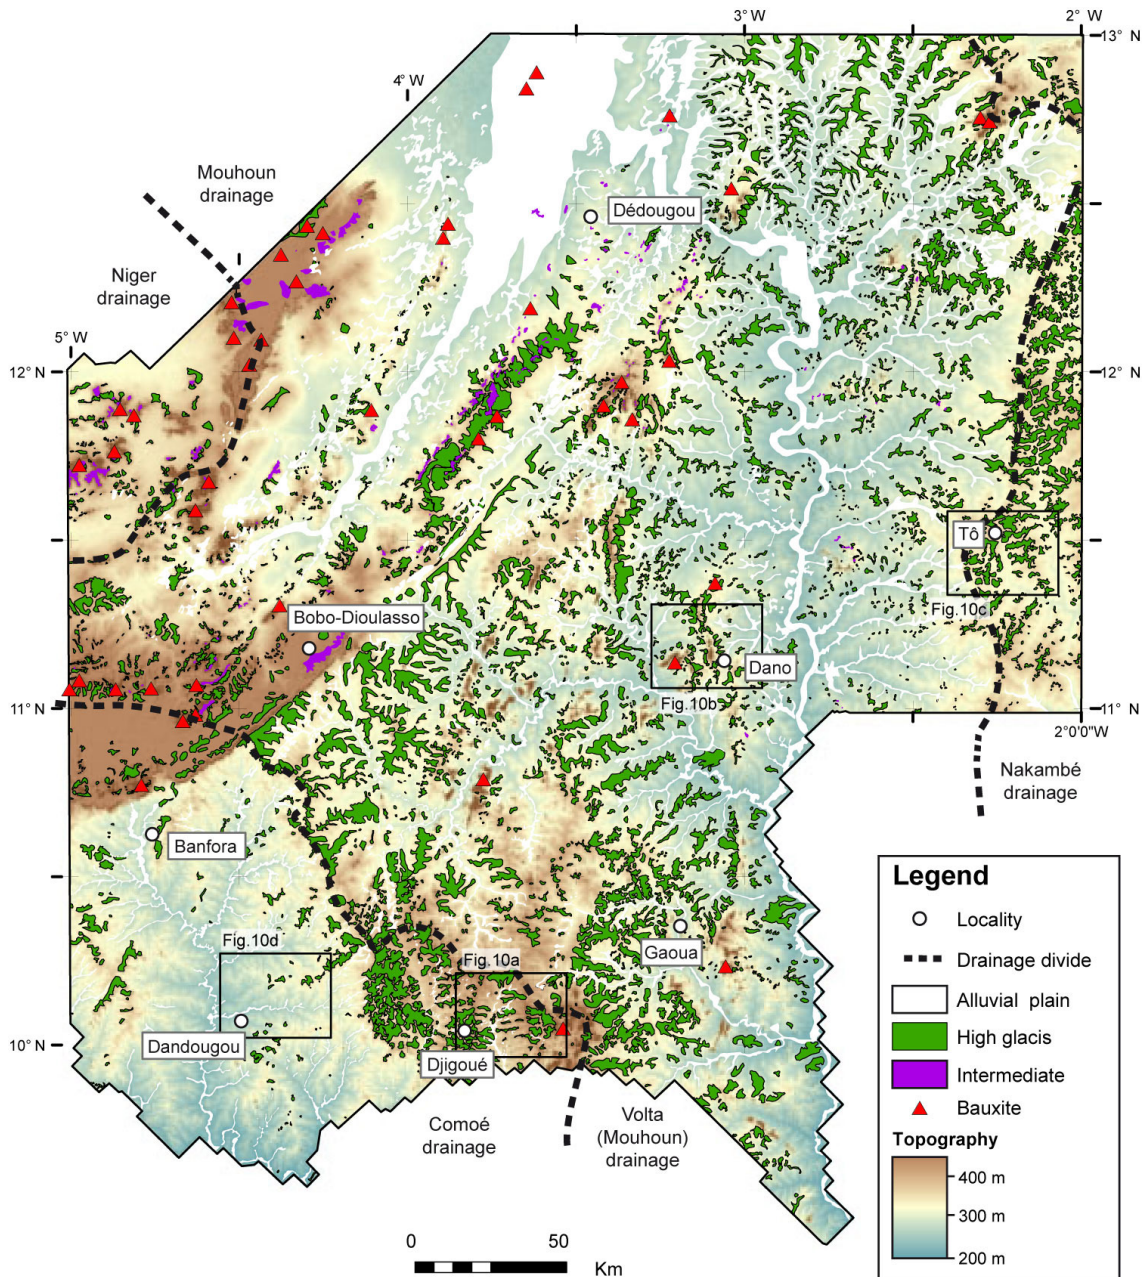 3° W
2° W
13° N
4° W
Mouhoun
drainage
Dédougou
Niger
drainage
5° W
12° N
12° N
Tô
Fig.10c
Bobo-Dioulasso
Dano
Fig.10b
11° N
11° N
2°0'0"W
Nakambé
drainage
Banfora
Legend
Locality
Gaoua
Fig.10d
Fig.10a
Drainage divide
Alluvial plain
High glacis
10° N
Dandougou
Djigoué
Intermediate
Bauxite
Comoé
drainage
Volta
(Mouhoun)
drainage
Topography
400 m
300 m
200 m
0
50
Km